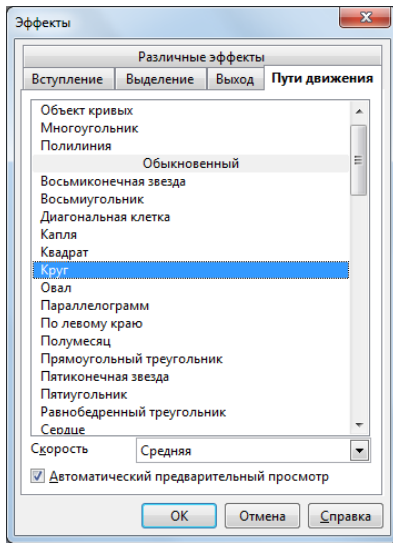 Эффекты
Различные эффекты
Вступление Выделение Выход Пути движения
Объект кривых
Многоугольник
Полилиния
Обыкновенный
Восьмиконечная звезда
Восьмиугольник
Диагональная клетка
Капля
Квадрат
Круг
Овал
Параллелограмм
По левому краю
Полумесяц
Прямоугольный треугольник
Пятиконечная звезда
Пятиугольник
Равнобедренный треугольник
Сердце
Скорость Средняя
Автоматический предварительный просмотр
OK Отмена Справка